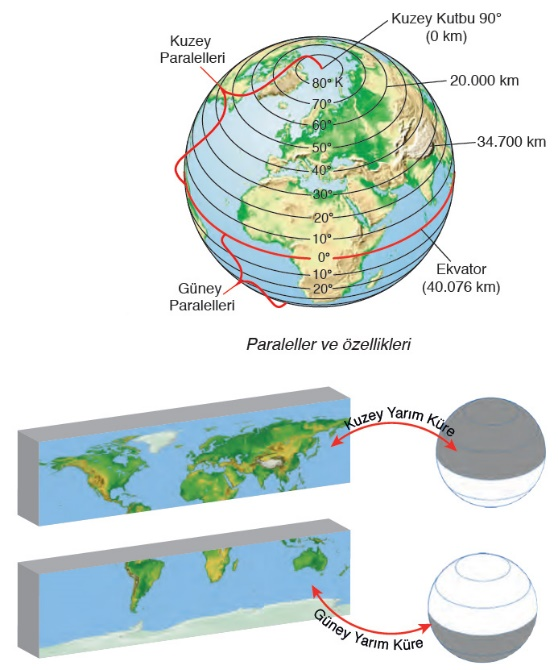 Kuzey Kutbu 90°
(0 km)
Kuzey
Paralelleri
80° K
20.000 km
70°
60°
50°
34.700 km
40°
30°
20°
10°
0°
Ekvator
(40.076 km)
10°
20°
Güney
Paralelleri
Paraleller ve özellikleri
Kuzey Yarım Küre
Güney Yarım Küre